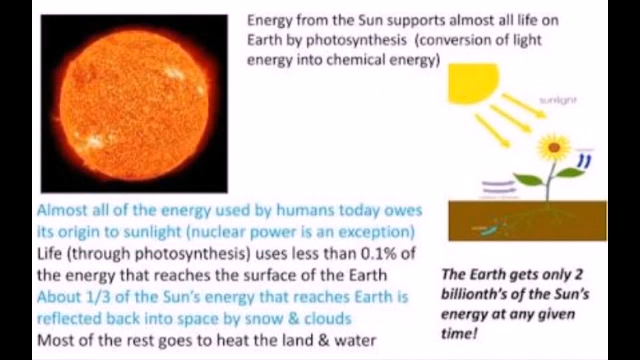 Energy from the Sun supports almost all life on
Earth by photosynthesis (conversion of light
energy into chemical energy)
sunlight
Almost all of the energy used by humans today owes
its origin to sunlight (nuclear power is an exception)
Life (through photosynthesis) uses less than 0.1% of
the energy that reaches the surface of the Earth
About 1/3 of the Sun's energy that reaches Earth is
reflected back into space by snow & clouds
Most of the rest goes to heat the land & water
The Earth gets only 2
billionth's of the Sun's
energy at any given
time!